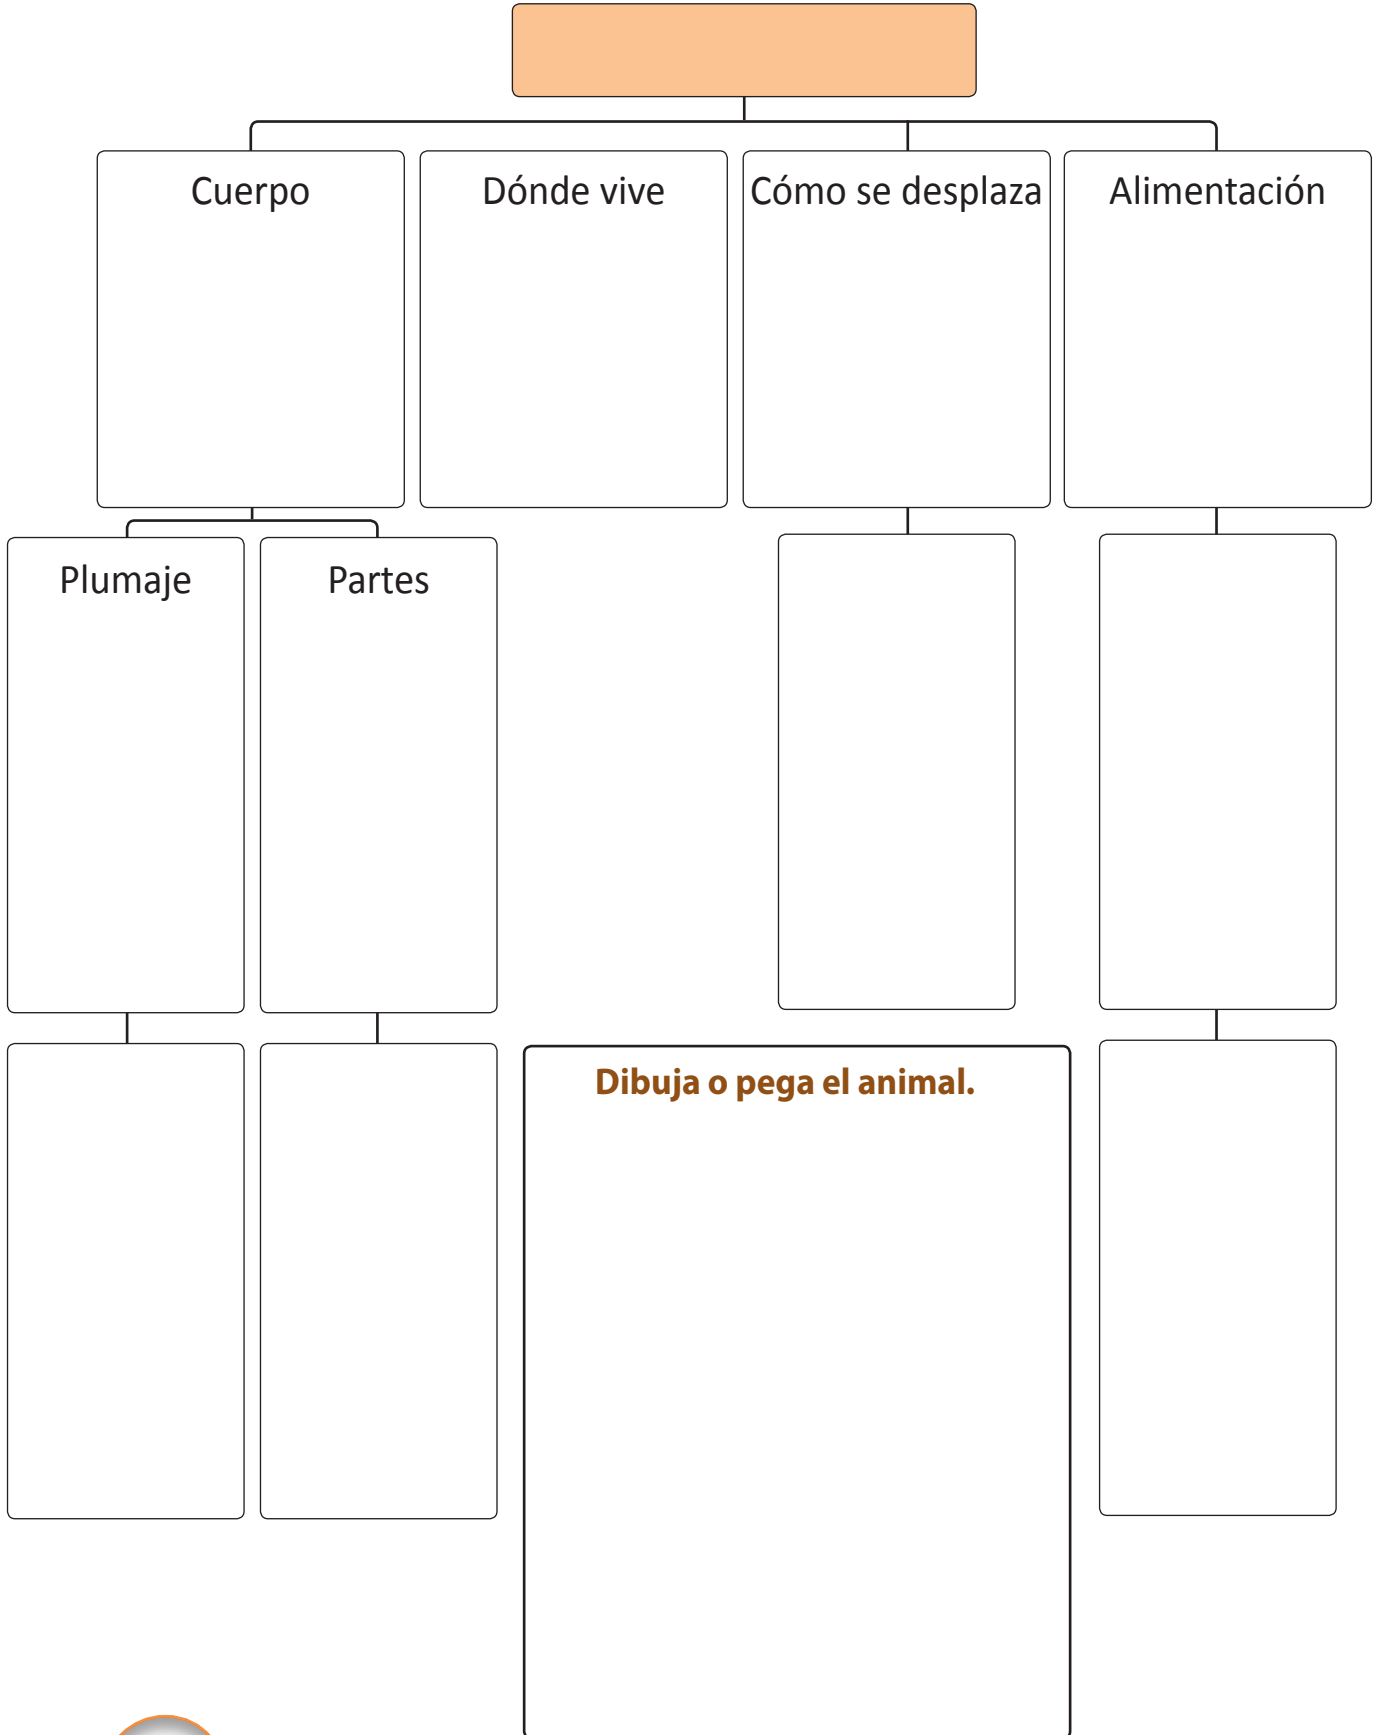 Cuerpo
Dónde vive
Cómo se desplaza
Alimentación
Plumaje
Partes
Dibuja o pega el animal.